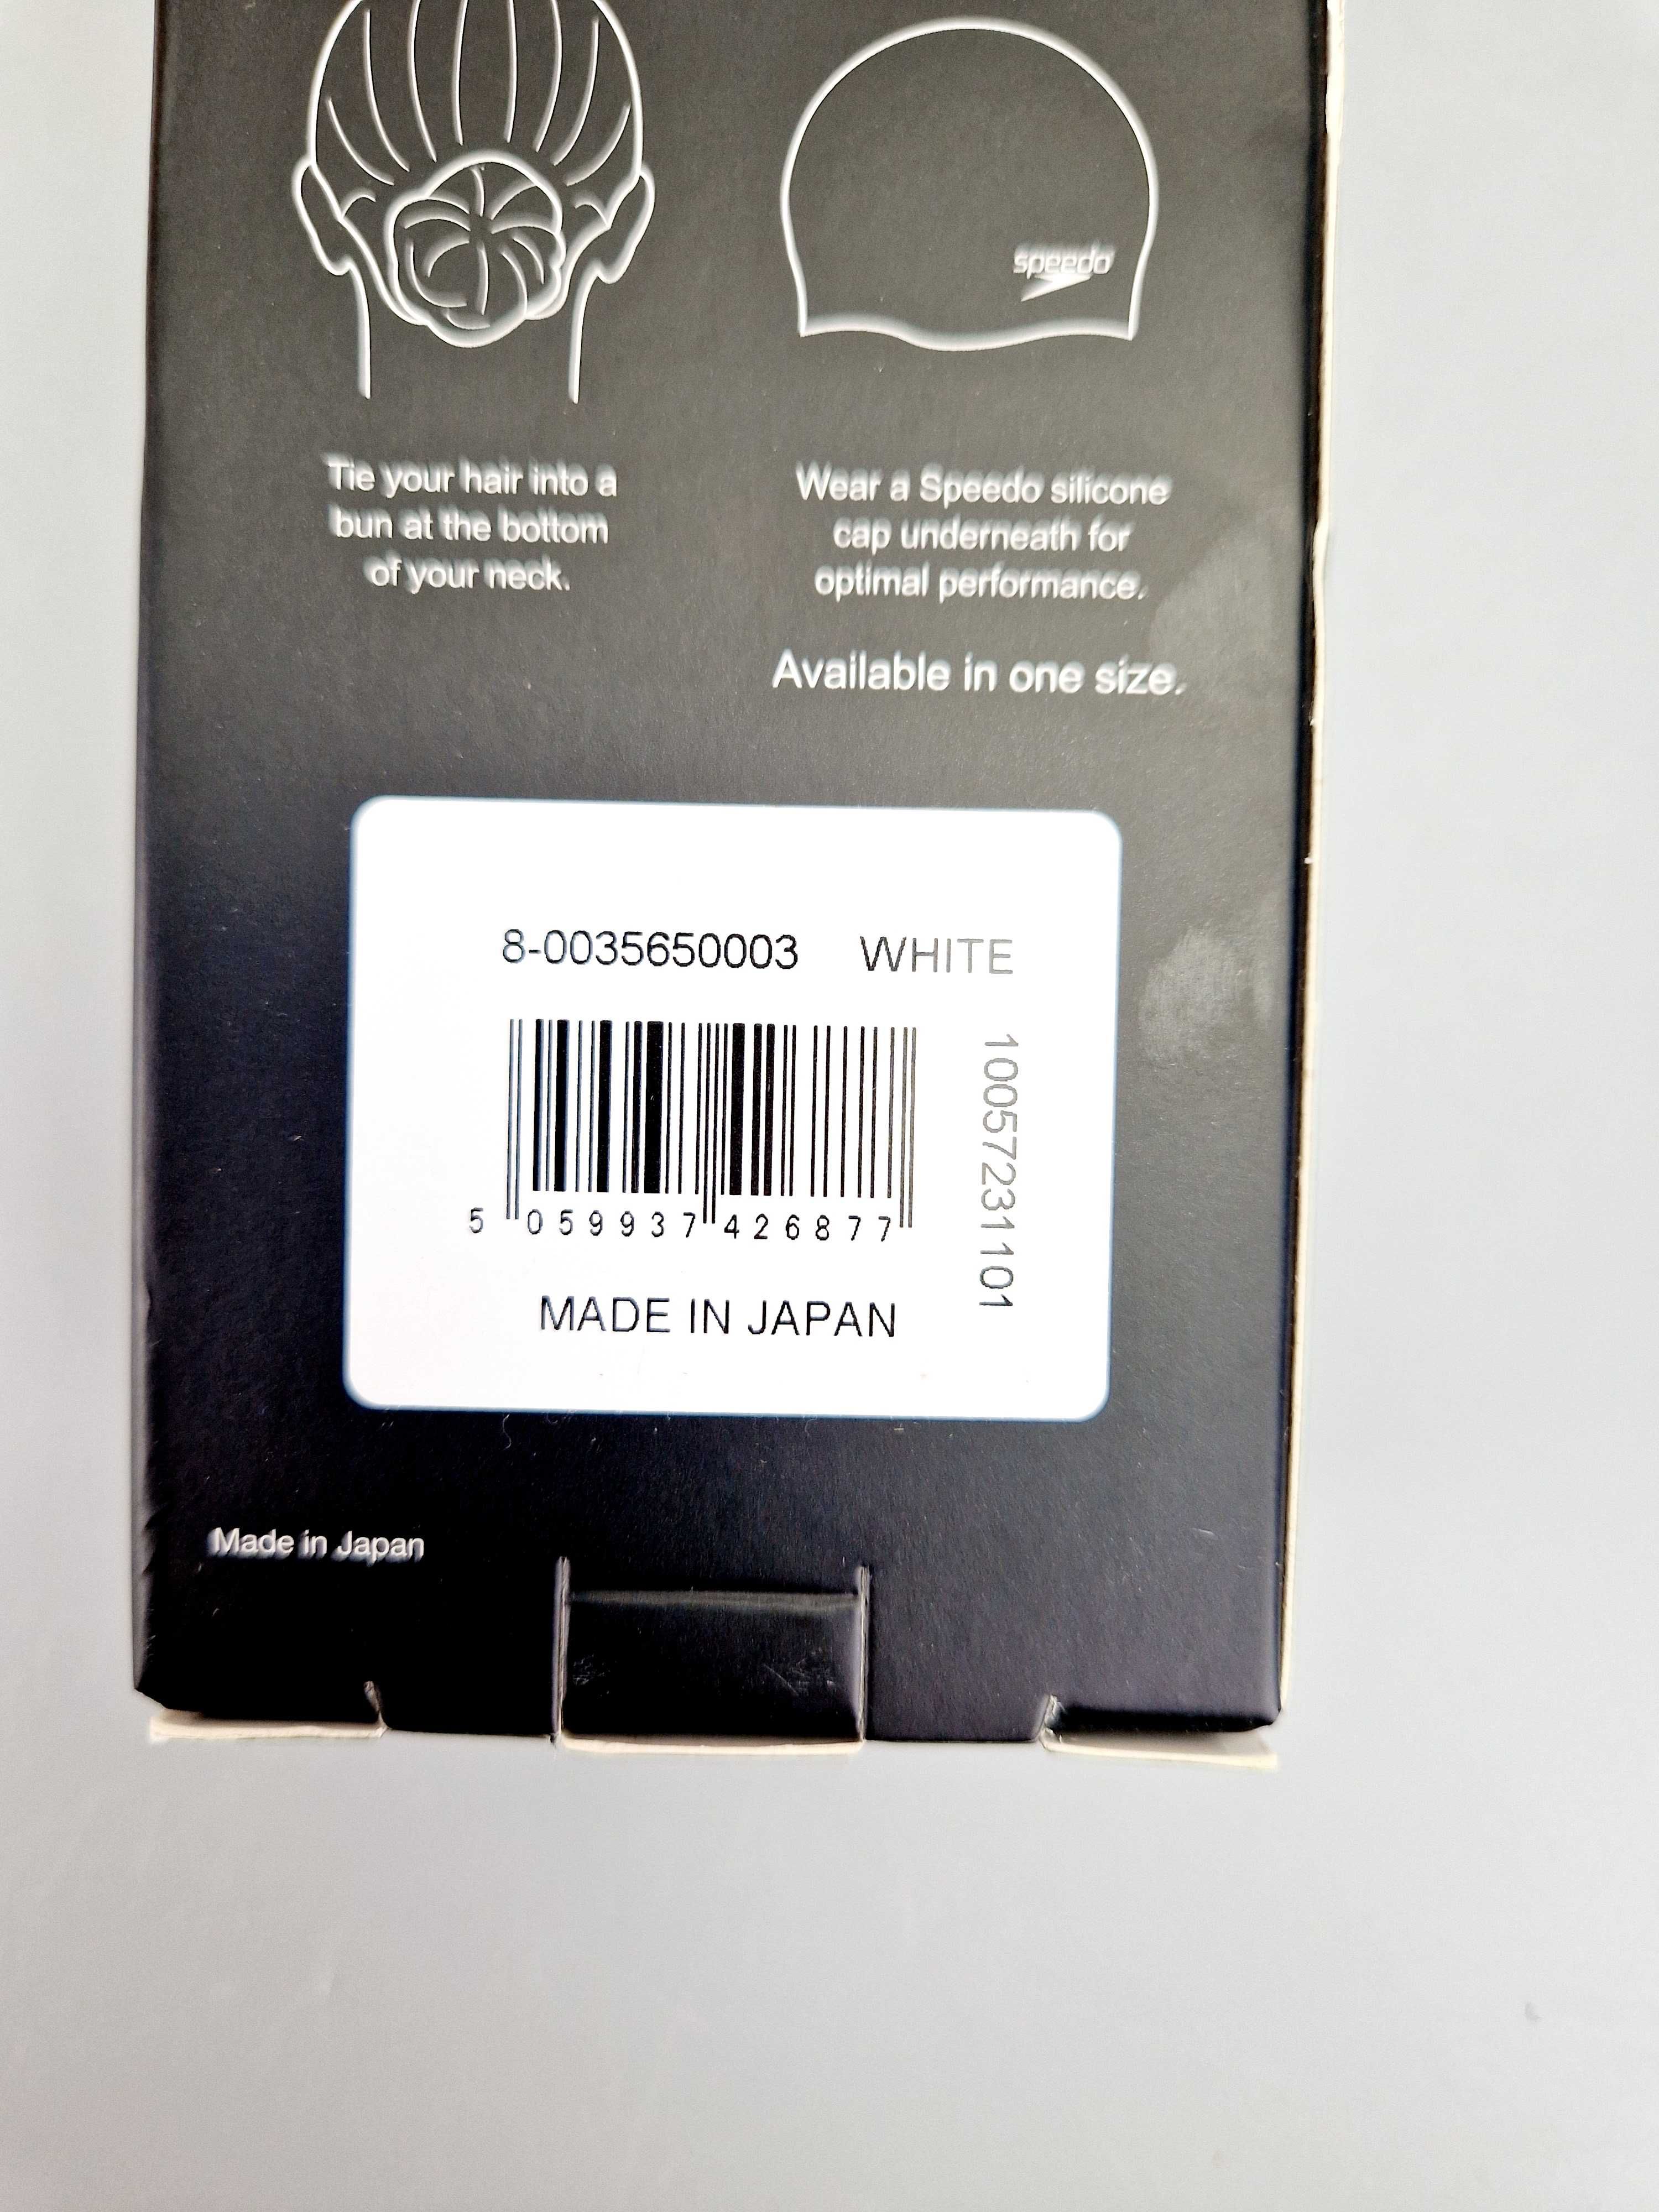 speedo
Tie your hair into a
bun at the bottom
of your neck.
Wear a Speedo silicone
cap underneath for
optimal performance.
Available in one size.
8-0035650003 WHITE
5 059937 426877
10057231101
MADE IN JAPAN
Made in Japan